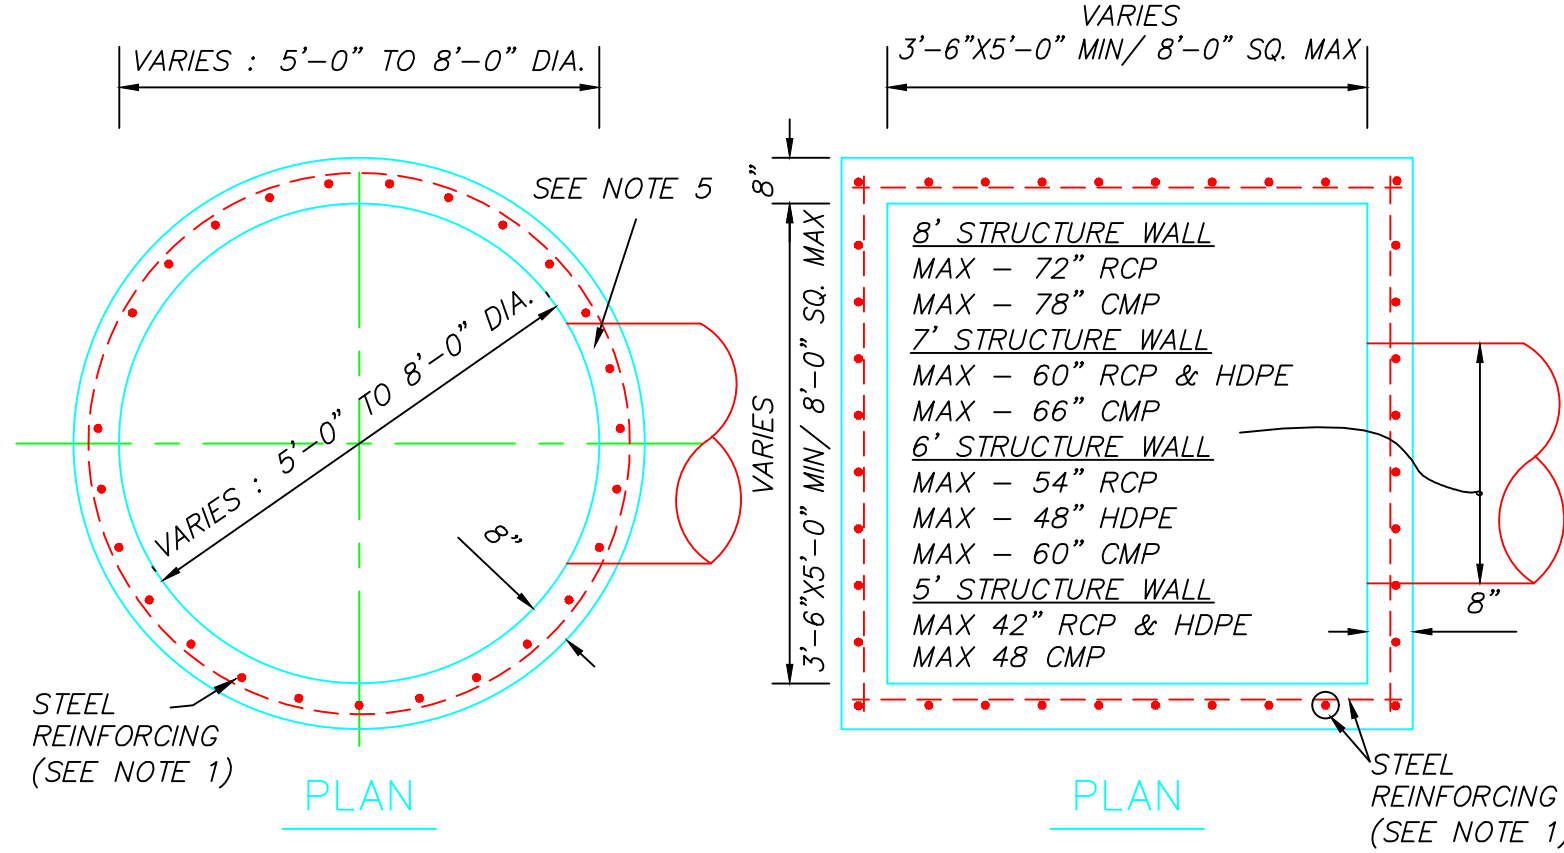 VARIES : 5'-0" TO 8'-0" DIA.
SEE NOTE 5
VARIES : 5'-0" TO 8'-0" DIA.
8"
STEEL
REINFORCING
(SEE NOTE 1)
PLAN
VARIES
3'-6"X5'-0" MIN/ 8'-0" SQ. MAX
8"
VARIES
3'-6"X5'-0" MIN/ 8'-0" SQ. MAX
8' STRUCTURE WALL
MAX - 72" RCP
MAX - 78" CMP
7' STRUCTURE WALL
MAX - 60" RCP & HDPE
MAX - 66" CMP
6' STRUCTURE WALL
MAX - 54" RCP
MAX - 48" HDPE
MAX - 60" CMP
5' STRUCTURE WALL
MAX 42" RCP & HDPE
MAX 48 CMP
8"
STEEL
REINFORCING
(SEE NOTE 1)
PLAN